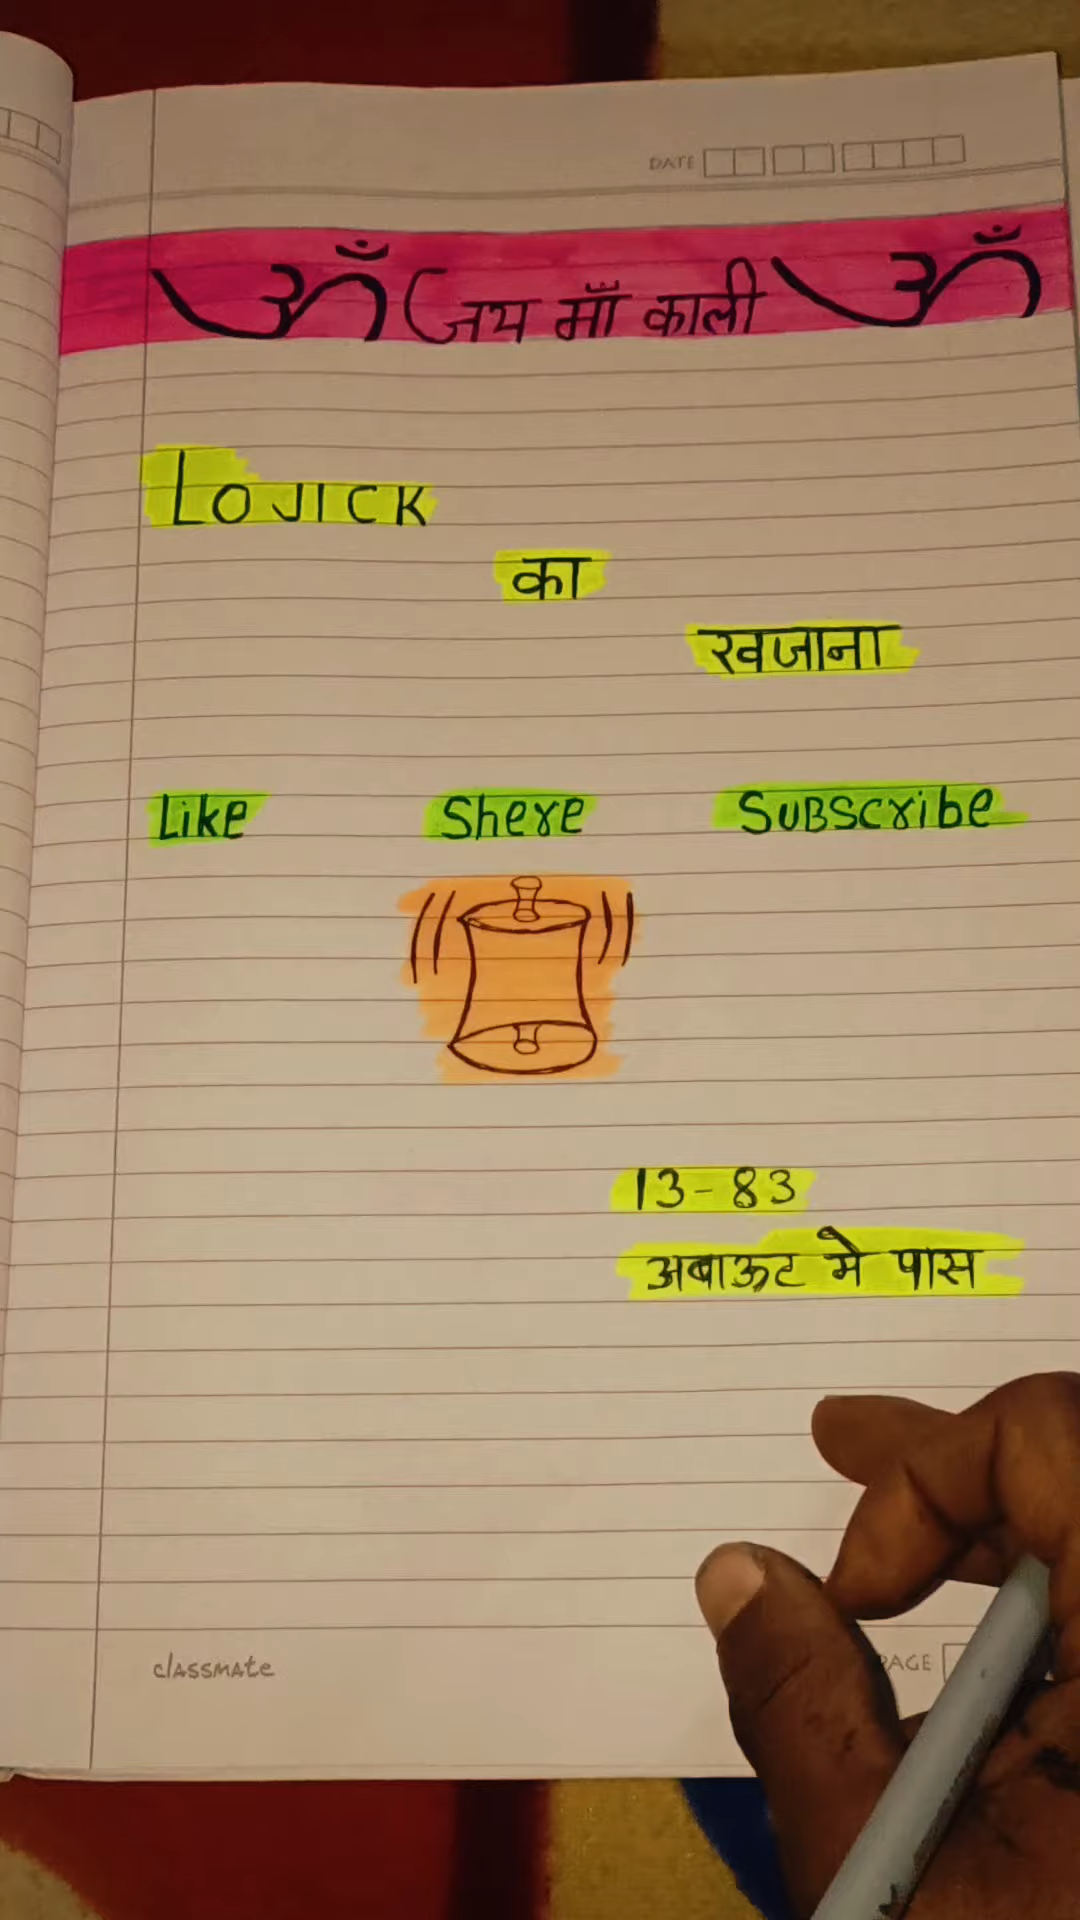 DATE
ॐ जय माँ काली ॐ
LOJICK
का
खजाना
Like Shere SUBSCribe
13-83
अबाऊट मे पास
classmate
PAGE